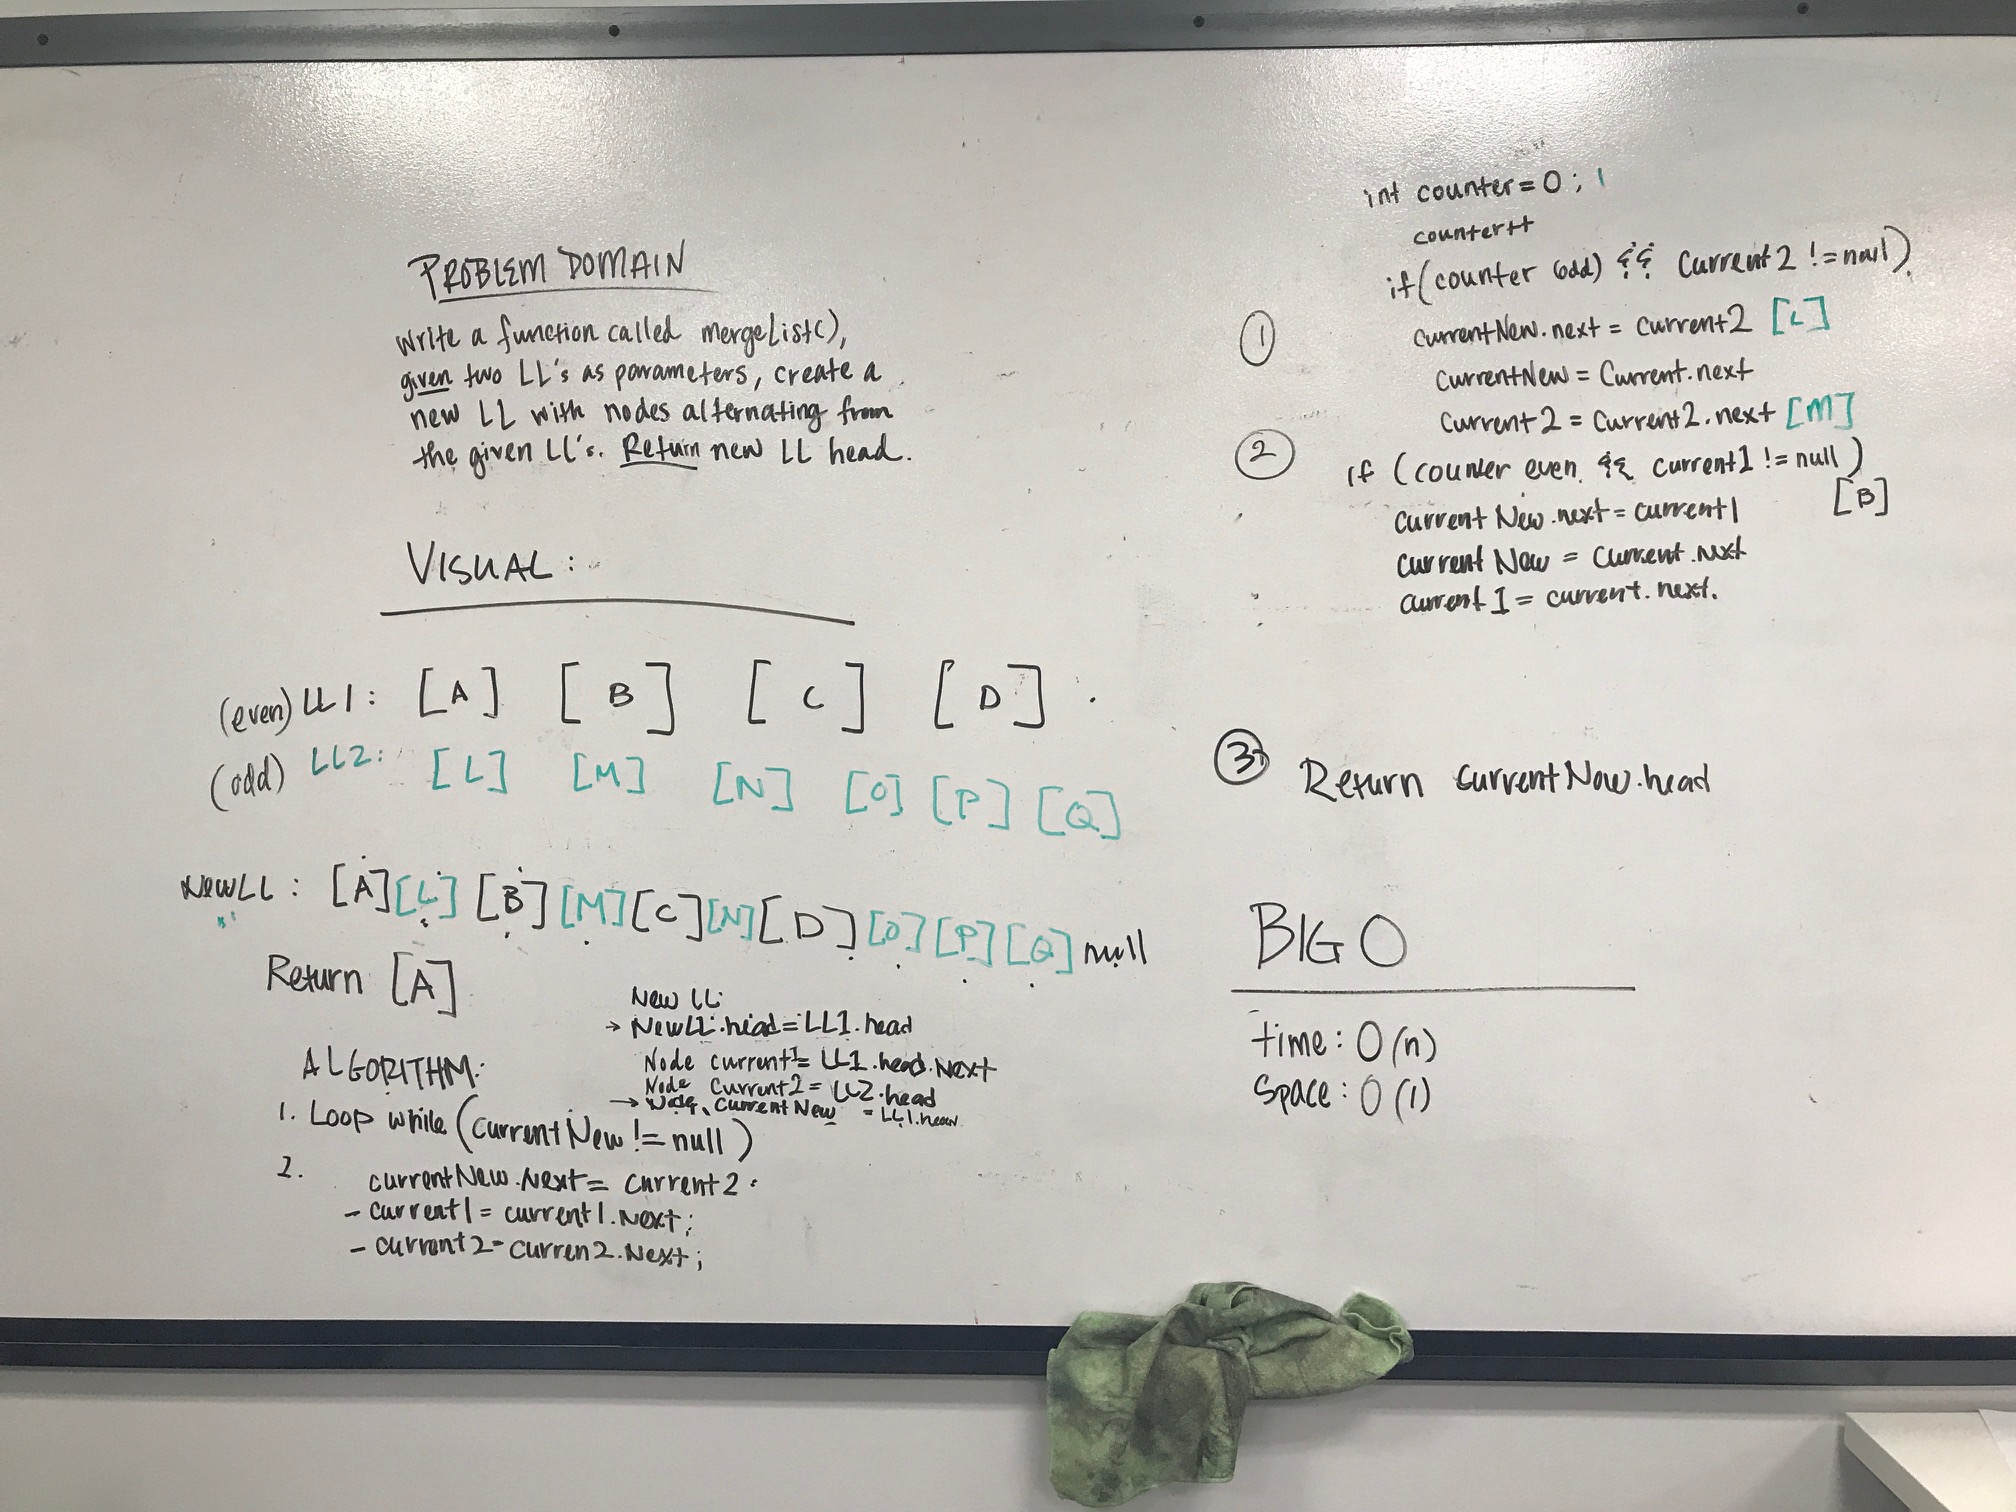 PROBLEM DOMAIN
write a function called mergeList(),
given two LL's as parameters, create a
new LL with nodes alternating from
the given LL's. Return new LL head.
VISUAL:
(even) LL1: [A] [B] [C] [D]
(odd) LL2: [L] [M] [N] [O] [P] [Q]
NewLL: [A] [L] [B] [M] [C] [N] [D] [O] [P] [Q] null
Return [A]
New LL
→ NewLL.head = LL1.head
Node current1 = LL1.head.Next
Node Current2 = LL2.head
→ Node CurrentNew = LL1.head
ALGORITHM:
1. Loop while (currentNew != null)
2.
currentNew.Next = current2
- current1 = current1.Next;
- current2 = curren2.Next;
int counter = 0; 1
counter++
if(counter odd) && Current2 != null)
①
currentNew.next = current2 [L]
currentNew = Current.next
Current2 = Current2.next [M]
②
if (counter even && current1 != null)
current New.next = current1 [B]
current New = Current.next
current1 = current.next.
③ Return currentNew.head
BIG O
time: O(n)
space: O(1)